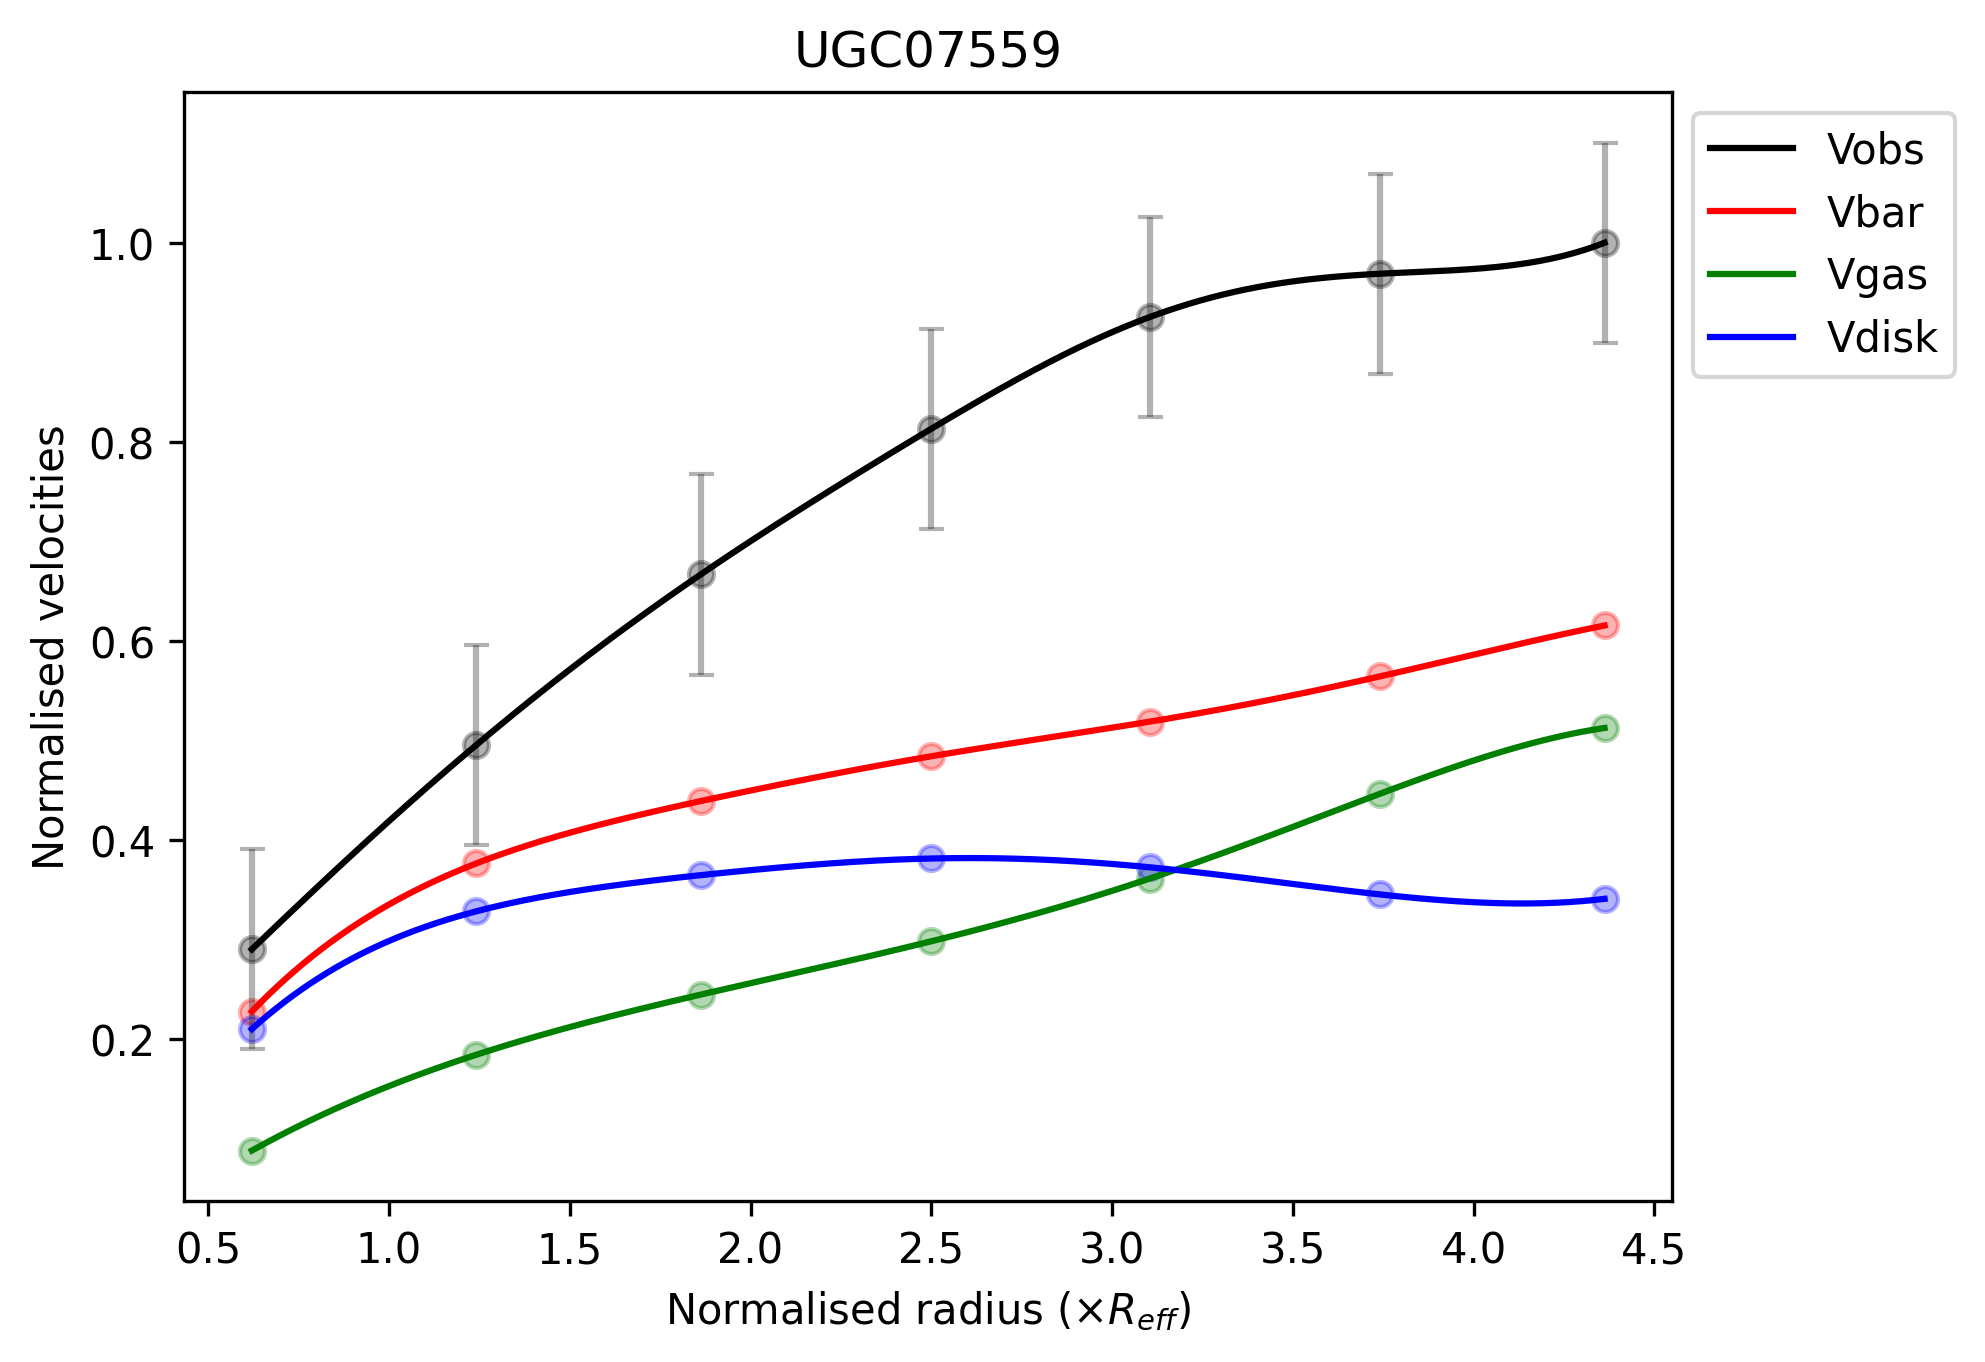 UGC07559
Vobs
Vbar
Vgas
Vdisk
Normalised velocities
1.0
0.8
0.6
0.4
0.2
0.5 1.0 1.5 2.0 2.5 3.0 3.5 4.0 4.5
Normalised radius (×R_eff)